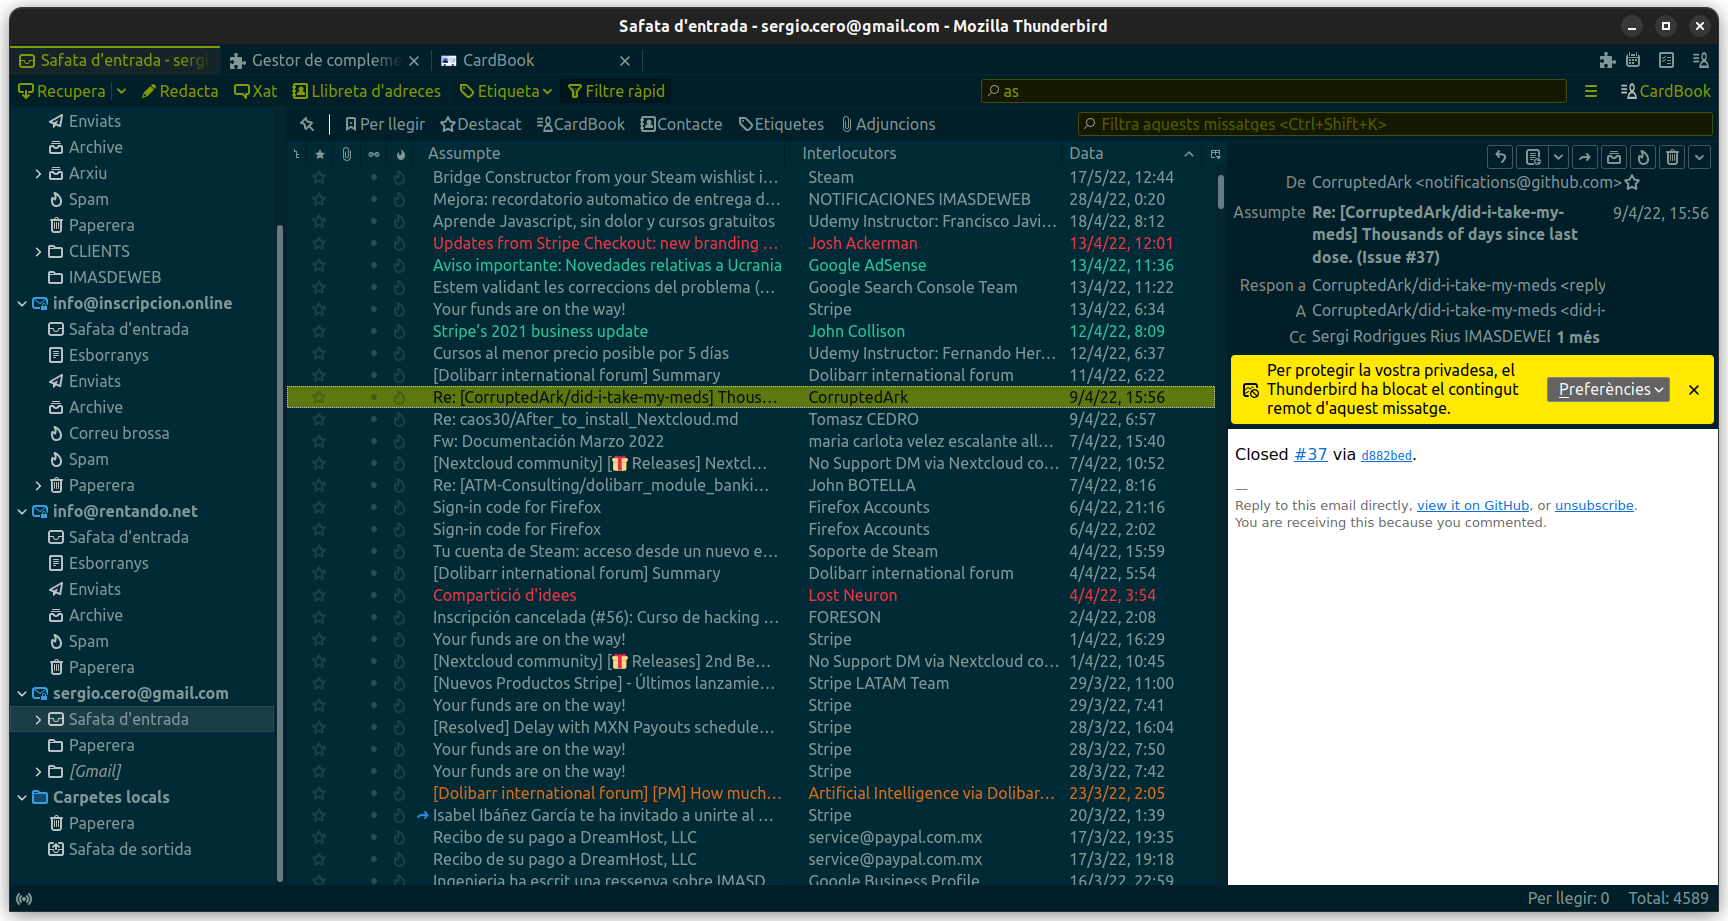 Safata d'entrada - sergio.cero@gmail.com - Mozilla Thunderbird
Safata d'entrada - sergi
Gestor de compleme
CardBook
Recupera
Redacta
Xat
Llibreta d'adreces
Etiqueta
Filtre ràpid
as
CardBook
Enviats
Archive
Arxiu
Spam
Paperera
CLIENTS
IMASDEWEB
info@inscripcion.online
Safata d'entrada
Esborranys
Enviats
Archive
Correu brossa
Spam
Paperera
info@rentando.net
Safata d'entrada
Esborranys
Enviats
Archive
Spam
Paperera
sergio.cero@gmail.com
Safata d'entrada
Paperera
[Gmail]
Carpetes locals
Paperera
Safata de sortida
Per llegir Destacat CardBook Contacte Etiquetes Adjuncions
Filtra aquests missatges <Ctrl+Shift+K>
Assumpte Interlocutors Data
Bridge Constructor from your Steam wishlist i… Steam 17/5/22, 12:44
Mejora: recordatorio automatico de entrega d… NOTIFICACIONES IMASDEWEB 28/4/22, 0:20
Aprende Javascript, sin dolor y cursos gratuitos Udemy Instructor: Francisco Javi… 18/4/22, 8:12
Updates from Stripe Checkout: new branding … Josh Ackerman 13/4/22, 12:01
Aviso importante: Novedades relativas a Ucrania Google AdSense 13/4/22, 11:36
Estem validant les correccions del problema (… Google Search Console Team 13/4/22, 11:22
Your funds are on the way! Stripe 13/4/22, 6:34
Stripe’s 2021 business update John Collison 12/4/22, 8:09
Cursos al menor precio posible por 5 días Udemy Instructor: Fernando Her… 12/4/22, 6:37
[Dolibarr international forum] Summary Dolibarr international forum 11/4/22, 6:22
Re: [CorruptedArk/did-i-take-my-meds] Thous… CorruptedArk 9/4/22, 15:56
Re: caos30/After_to_install_Nextcloud.md Tomasz CEDRO 9/4/22, 6:57
Fw: Documentación Marzo 2022 maria carlota velez escalante all… 7/4/22, 15:40
[Nextcloud community] [🎁 Releases] Nextcl… No Support DM via Nextcloud co… 7/4/22, 10:52
Re: [ATM-Consulting/dolibarr_module_banki… John BOTELLA 7/4/22, 8:16
Sign-in code for Firefox Firefox Accounts 6/4/22, 21:16
Sign-in code for Firefox Firefox Accounts 6/4/22, 2:02
Tu cuenta de Steam: acceso desde un nuevo e… Soporte de Steam 4/4/22, 15:59
[Dolibarr international forum] Summary Dolibarr international forum 4/4/22, 5:54
Compartició d'idees Lost Neuron 4/4/22, 3:54
Inscripción cancelada (#56): Curso de hacking … FORESON 2/4/22, 2:08
Your funds are on the way! Stripe 1/4/22, 16:29
[Nextcloud community] [🎁 Releases] 2nd Be… No Support DM via Nextcloud co… 1/4/22, 10:45
[Nuevos Productos Stripe] - Últimos lanzamie… Stripe LATAM Team 29/3/22, 11:00
Your funds are on the way! Stripe 29/3/22, 7:41
[Resolved] Delay with MXN Payouts schedule… Stripe 28/3/22, 16:04
Your funds are on the way! Stripe 28/3/22, 7:50
Your funds are on the way! Stripe 28/3/22, 7:42
[Dolibarr international forum] [PM] How much… Artificial Intelligence via Dolibar… 23/3/22, 2:05
Isabel Ibáñez García te ha invitado a unirte al … Stripe 20/3/22, 1:39
Recibo de su pago a DreamHost, LLC service@paypal.com.mx 17/3/22, 19:35
Recibo de su pago a DreamHost, LLC service@paypal.com.mx 17/3/22, 19:18
Ingenieria ha escrit una ressenya sobre IMASD… Google Business Profile 16/3/22, 22:59
De CorruptedArk <notifications@github.com>
Assumpte Re: [CorruptedArk/did-i-take-my- 9/4/22, 15:56
meds] Thousands of days since last
dose. (Issue #37)
Respon a CorruptedArk/did-i-take-my-meds <reply
A CorruptedArk/did-i-take-my-meds <did-i-
Cc Sergi Rodrigues Rius IMASDEWE 1 més
Per protegir la vostra privadesa, el
Thunderbird ha blocat el contingut
remot d'aquest missatge.
Preferències
Closed #37 via d882bed.
—
Reply to this email directly, view it on GitHub, or unsubscribe.
You are receiving this because you commented.
Per llegir: 0 Total: 4589